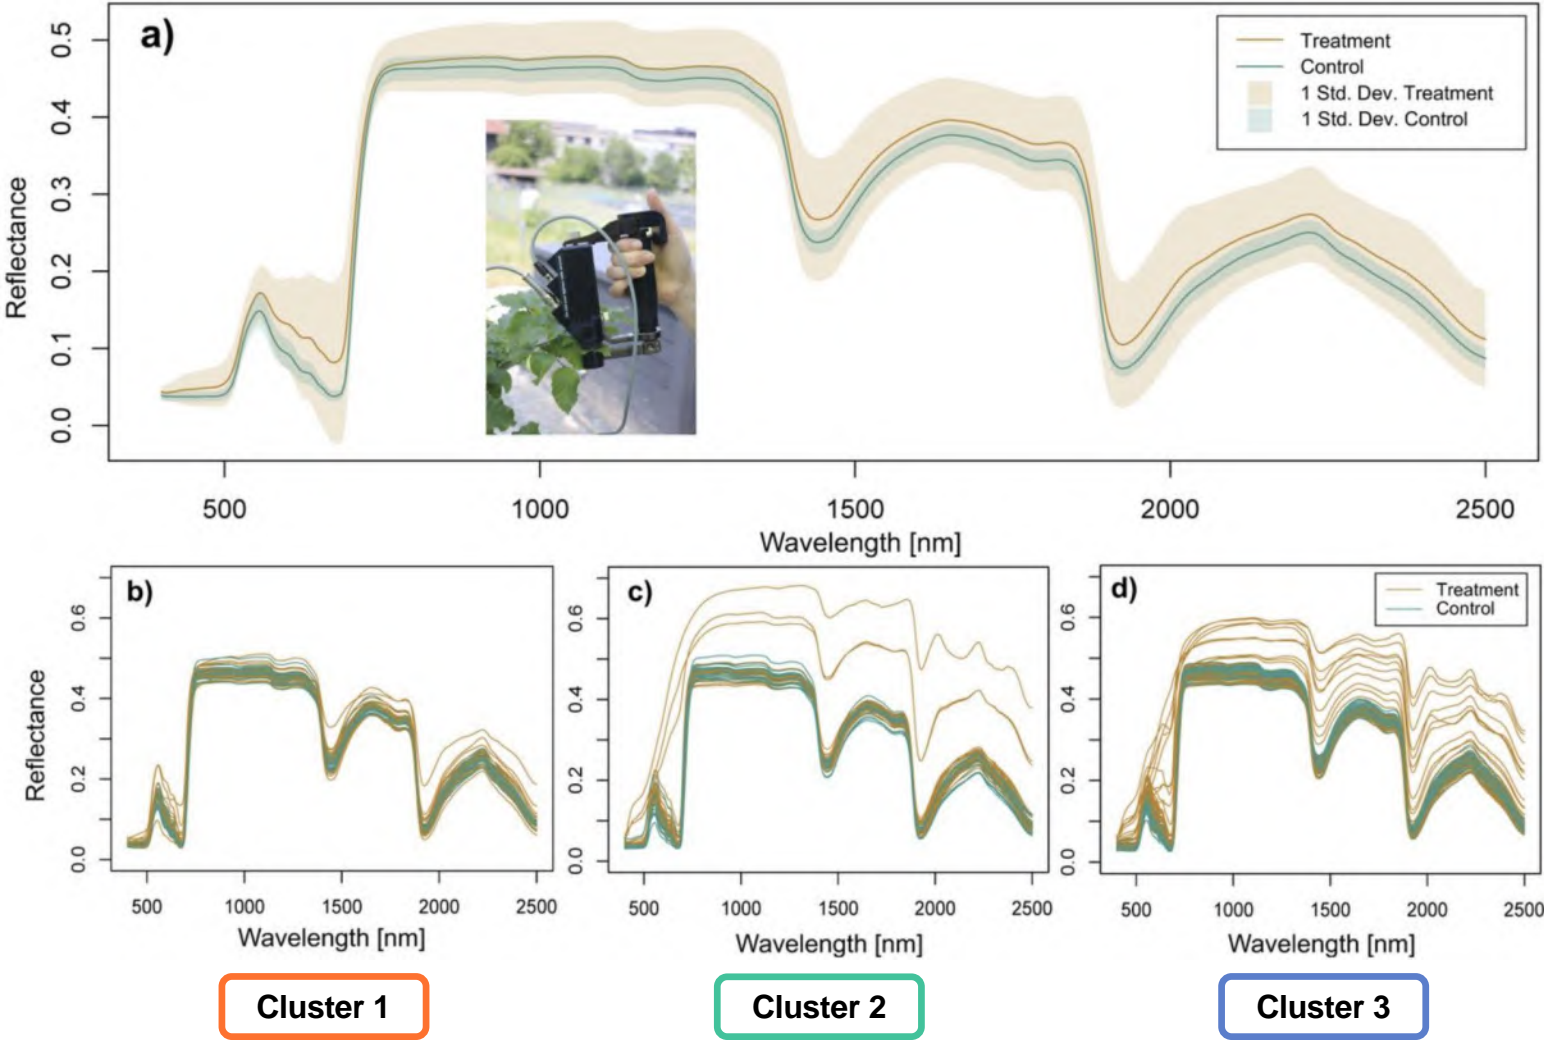 a)
Treatment
Control
1 Std. Dev. Treatment
1 Std. Dev. Control
Reflectance
0.5
0.4
0.3
0.2
0.1
0.0
500 1000 1500 2000 2500
Wavelength [nm]
b)
Reflectance
0.6
0.4
0.2
0.0
500 1000 1500 2000 2500
Wavelength [nm]
c)
0.6
0.4
0.2
0.0
500 1000 1500 2000 2500
Wavelength [nm]
d)
Treatment
Control
0.6
0.4
0.2
0.0
500 1000 1500 2000 2500
Wavelength [nm]
Cluster 1
Cluster 2
Cluster 3